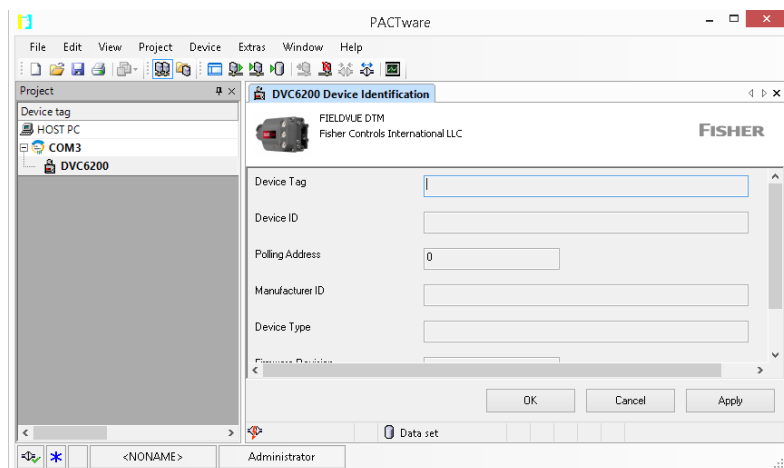 PACTware
File Edit View Project Device Extras Window Help
Project
Device tag
HOST PC
COM3
DVC6200
DVC6200 Device Identification
FIELDVUE DTM
Fisher Controls International LLC
FISHER
Device Tag
Device ID
Polling Address 0
Manufacturer ID
Device Type
Firmware Revision
OK Cancel Apply
Data set
<NONAME> Administrator